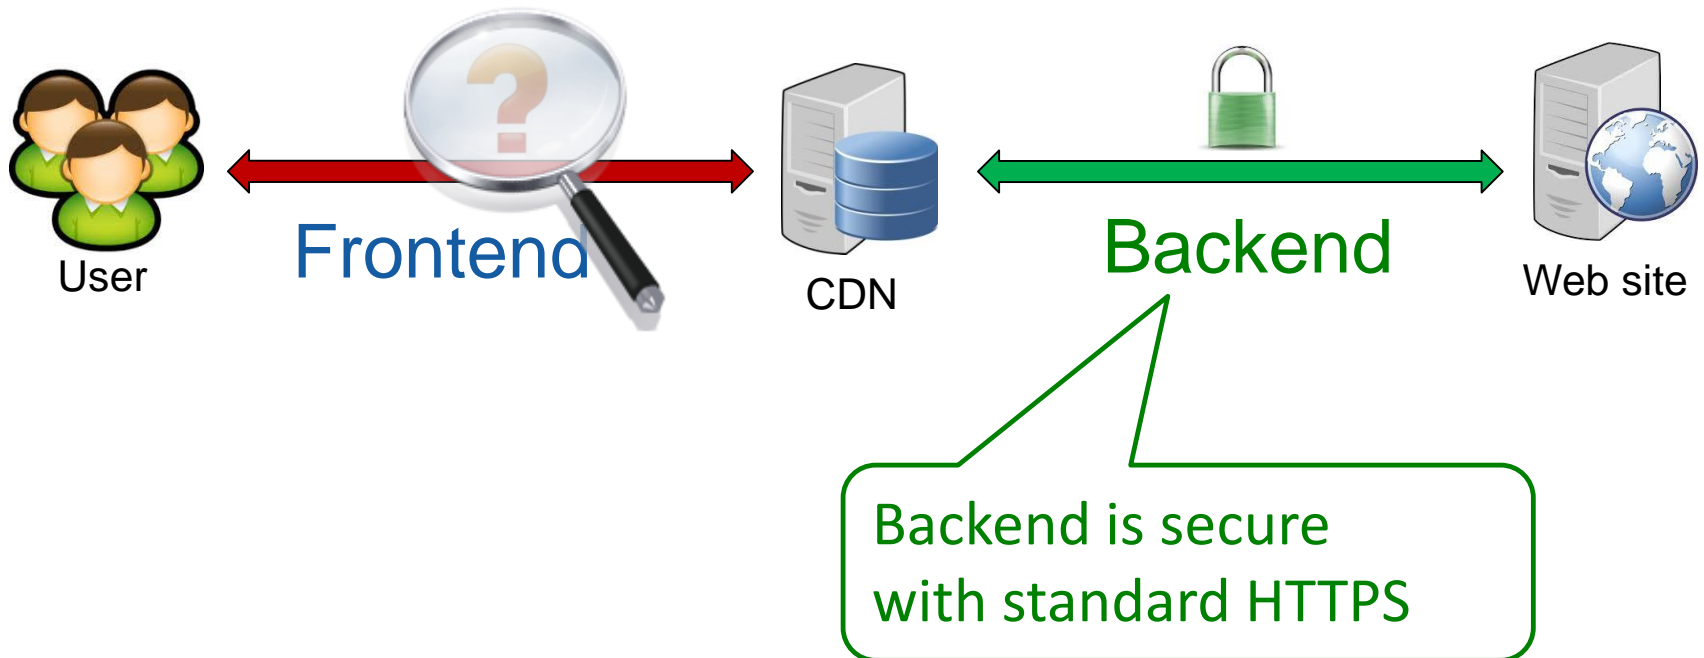 ?
User
Frontend
CDN
Backend
Web site
Backend is secure
with standard HTTPS